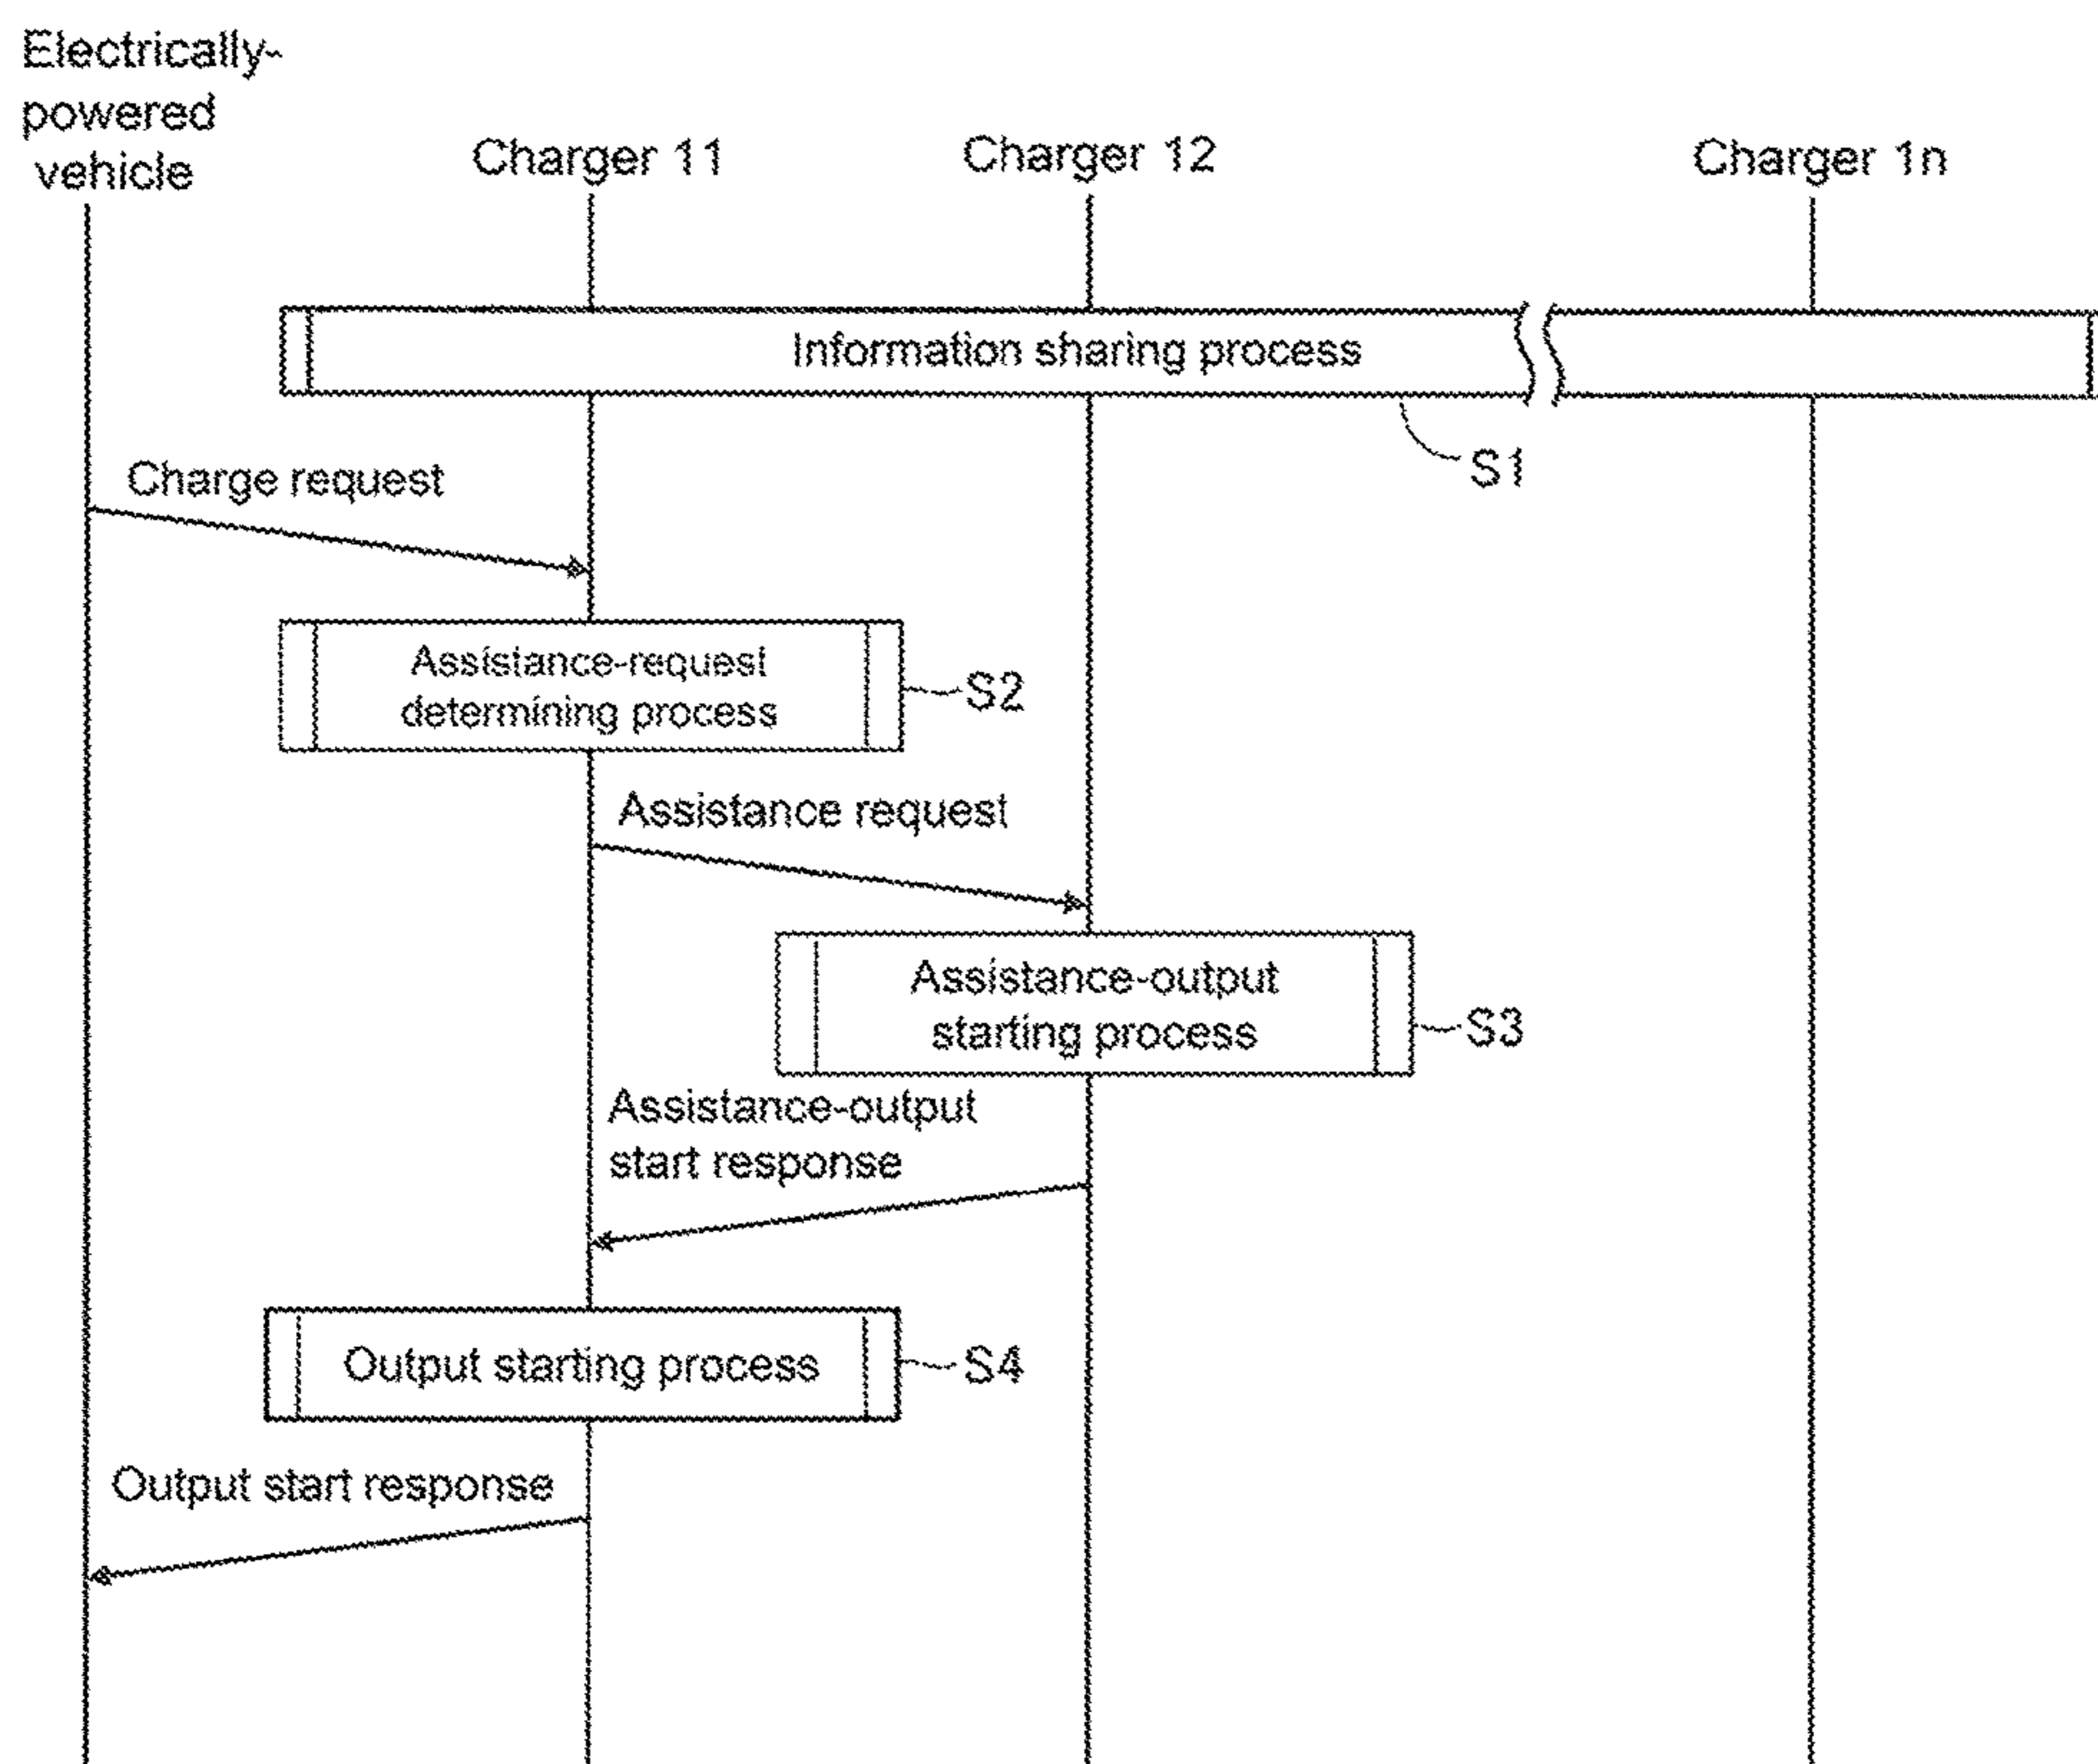 Electrically-
powered
vehicle
Charger 11
Charger 12
Charger 1n
Information sharing process
S1
Charge request
Assistance-request
determining process
S2
Assistance request
Assistance-output
starting process
S3
Assistance-output
start response
Output starting process
S4
Output start response